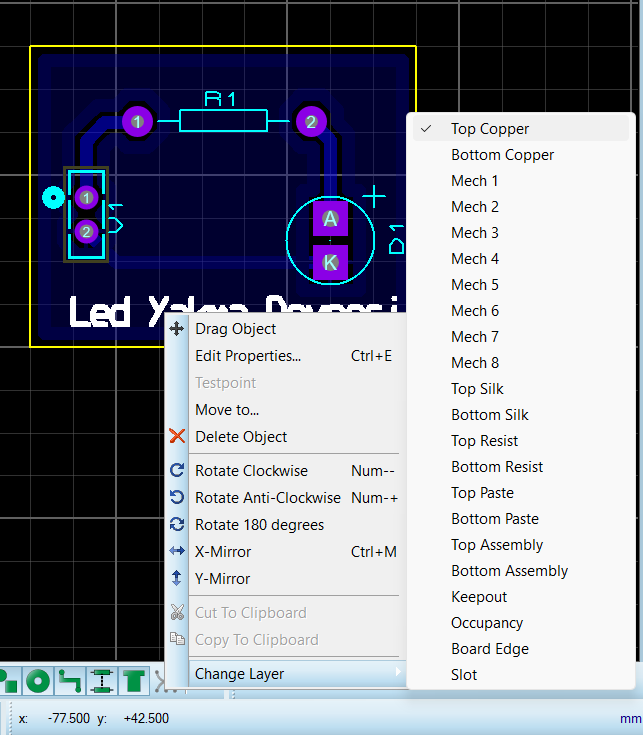 R1
1
2
1
2
J1
A
K
D1
Led
Drag Object
Edit Properties... Ctrl+E
Testpoint
Move to...
Delete Object
Rotate Clockwise Num--
Rotate Anti-Clockwise Num-+
Rotate 180 degrees
X-Mirror Ctrl+M
Y-Mirror
Cut To Clipboard
Copy To Clipboard
Change Layer
Top Copper
Bottom Copper
Mech 1
Mech 2
Mech 3
Mech 4
Mech 5
Mech 6
Mech 7
Mech 8
Top Silk
Bottom Silk
Top Resist
Bottom Resist
Top Paste
Bottom Paste
Top Assembly
Bottom Assembly
Keepout
Occupancy
Board Edge
Slot
x: -77.500 y: +42.500 mm